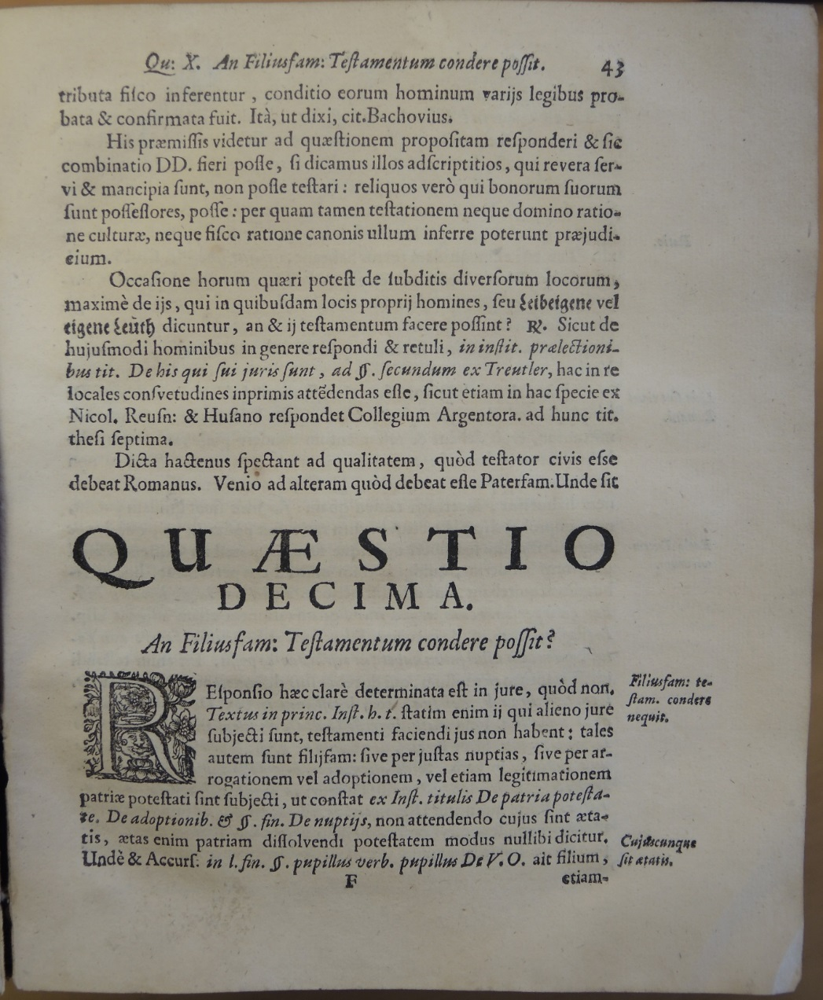 Qu: X. An Filiusfam: Testamentum condere possit. 43
tributa fisco inferentur, conditio eorum hominum varijs legibus pro-
bata & confirmata fuit. Ità, ut dixi, cit. Bachovius.
His præmissis videtur ad quæstionem propositam responderi & sic
combinatio DD. fieri posse, si dicamus illos adscriptitios, qui revera ser-
vi & mancipia sunt, non posse testari: reliquos verò qui bonorum suorum
sunt possessores, posse: per quam tamen testationem neque domino ratio-
ne culturæ, neque fisco ratione canonis ullum inferre poterunt præjudi-
cium.
Occasione horum quæri potest de subditis diversorum locorum,
maximè de ijs, qui in quibusdam locis proprij homines, seu Leibeigene vel
eigene Leüth dicuntur, an & ij testamentum facere possint? ℞. Sicut de
hujusmodi hominibus in genere respondi & retuli, in instit. prælectioni-
bus tit. De his qui sui juris sunt, ad §. secundum ex Treutler, hac in re
locales consvetudines inprimis attẽdendas esse, sicut etiam in hac specie ex
Nicol. Reusn: & Husano respondet Collegium Argentora. ad hunc tit.
thesi septima.
Dicta hactenus spectant ad qualitatem, quòd testator civis esse
debeat Romanus. Venio ad alteram quòd debeat esse Paterfam. Unde sit
QUÆSTIO
DECIMA.
An Filiusfam: Testamentum condere possit?
REsponsio hæc clarè determinata est in jure, quòd non.
Textus in princ. Inst. h. t. statim enim ij qui alieno jure
subjecti sunt, testamenti faciendi jus non habent: tales
autem sunt filijfam: sive per justas nuptias, sive per ar-
rogationem vel adoptionem, vel etiam legitimationem
patriæ potestati sint subjecti, ut constat ex Inst. titulis De patria potesta-
te. De adoptionib. & §. fin. De nuptijs, non attendendo cujus sint æta-
tis, ætas enim patriam dissolvendi potestatem modus nullibi dicitur.
Undè & Accurs: in l. fin. §. pupillus verb. pupillus De V. O. ait filium,
F etiam-
Filiusfam: te-
stam. condere
nequit.
Cujuscunque
sit ætatis.